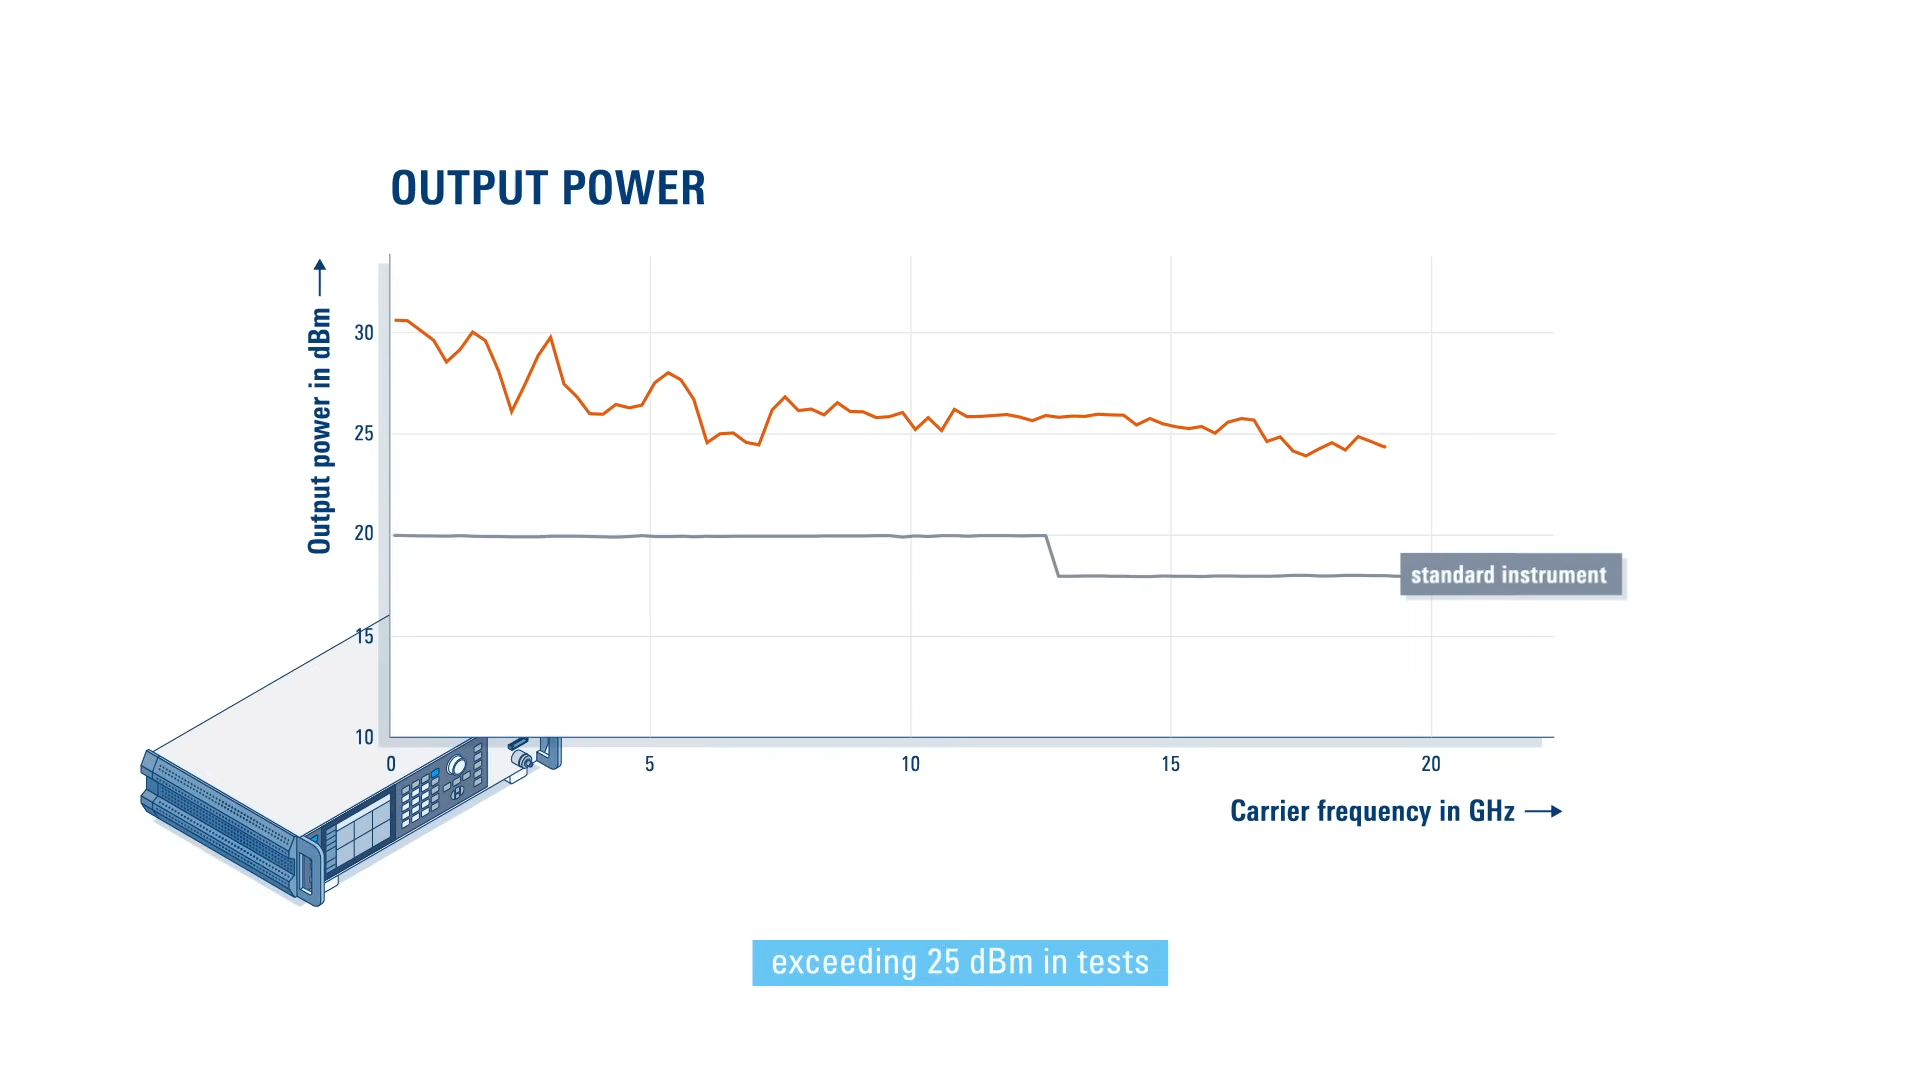 OUTPUT POWER
Output power in dBm
30
25
20
15
10
0
5
10
15
20
standard instrument
Carrier frequency in GHz
exceeding 25 dBm in tests